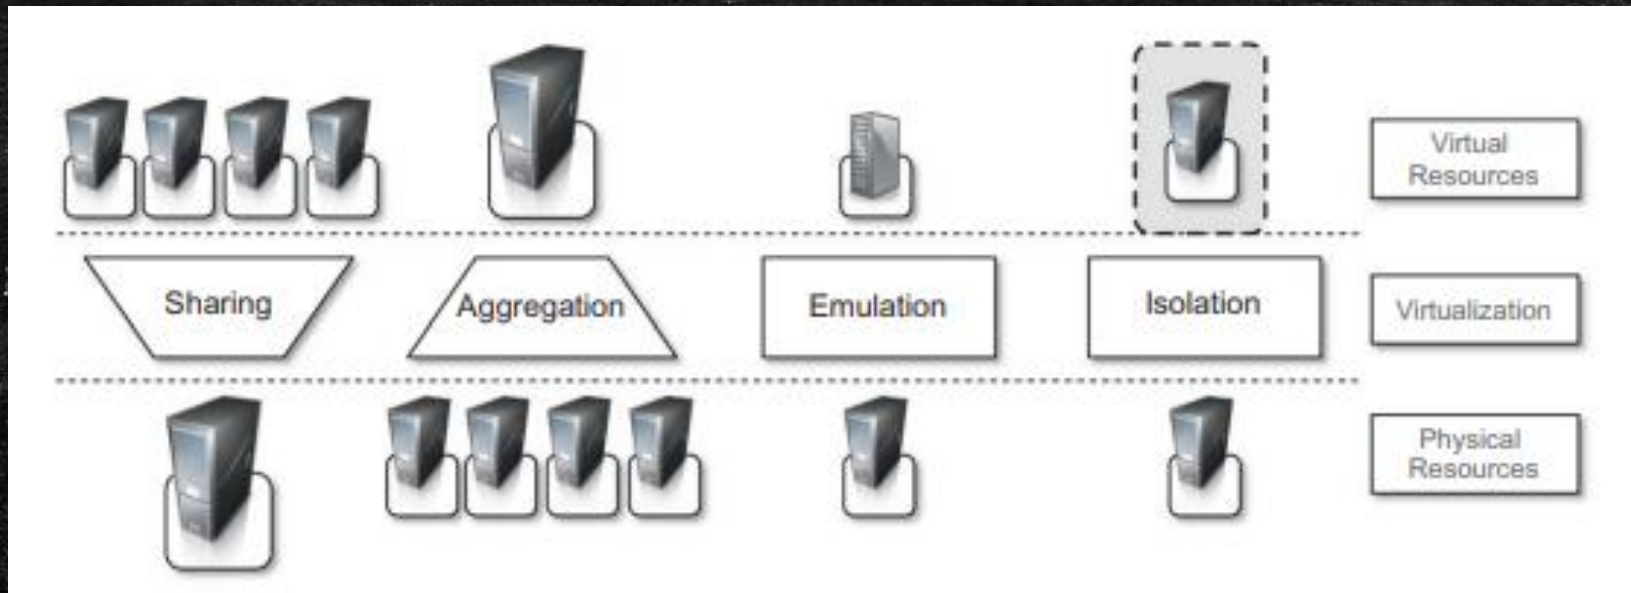 Virtual
Resources
Sharing
Aggregation
Emulation
Isolation
Virtualization
Physical
Resources